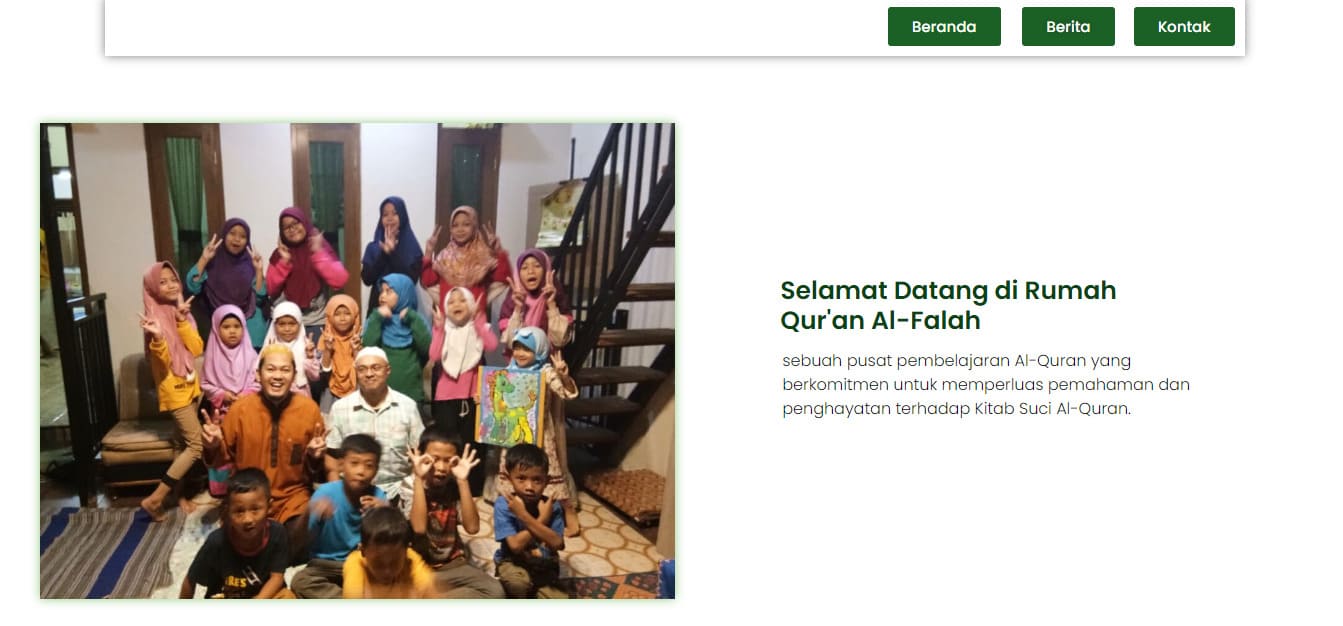 Beranda
Berita
Kontak
Selamat Datang di Rumah
Qur'an Al-Falah
sebuah pusat pembelajaran Al-Quran yang
berkomitmen untuk memperluas pemahaman dan
penghayatan terhadap Kitab Suci Al-Quran.